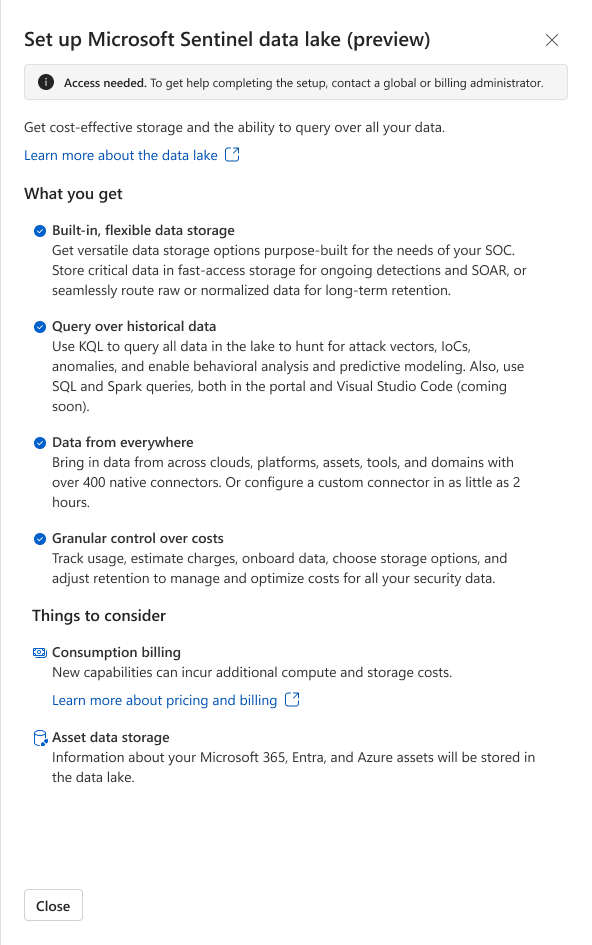 Set up Microsoft Sentinel data lake (preview)
Access needed. To get help completing the setup, contact a global or billing administrator.
Get cost-effective storage and the ability to query over all your data.
Learn more about the data lake
What you get
Built-in, flexible data storage
Get versatile data storage options purpose-built for the needs of your SOC.
Store critical data in fast-access storage for ongoing detections and SOAR, or
seamlessly route raw or normalized data for long-term retention.
Query over historical data
Use KQL to query all data in the lake to hunt for attack vectors, IoCs,
anomalies, and enable behavioral analysis and predictive modeling. Also, use
SQL and Spark queries, both in the portal and Visual Studio Code (coming
soon).
Data from everywhere
Bring in data from across clouds, platforms, assets, tools, and domains with
over 400 native connectors. Or configure a custom connector in as little as 2
hours.
Granular control over costs
Track usage, estimate charges, onboard data, choose storage options, and
adjust retention to manage and optimize costs for all your security data.
Things to consider
Consumption billing
New capabilities can incur additional compute and storage costs.
Learn more about pricing and billing
Asset data storage
Information about your Microsoft 365, Entra, and Azure assets will be stored in
the data lake.
Close